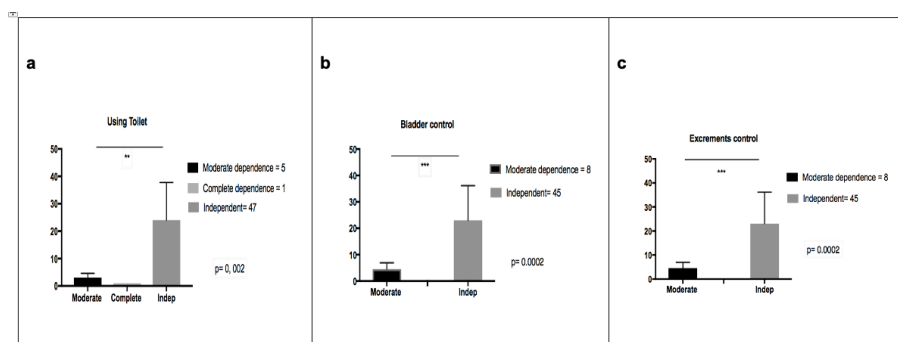 a
Using Toilet
50
40
30
20
10
0
**
Moderate Complete Indep
Moderate dependence = 5
Complete dependence = 1
Independent= 47
p= 0, 002
b
Bladder control
50
40
30
20
10
0
***
Moderate Indep
Moderate dependence = 8
Independent= 45
p= 0.0002
c
Excrements control
50
40
30
20
10
0
***
Moderate Indep
Moderate dependence = 8
Independent= 45
p= 0.0002